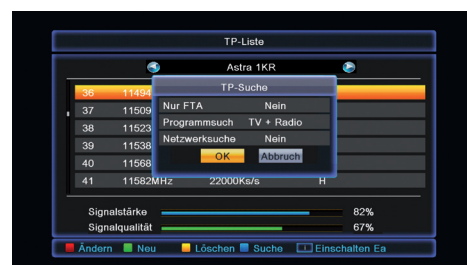 TP-Liste
Astra 1KR
36 11494
TP-Suche
37 11509
Nur FTA Nein
38 11523
Programmsuch TV + Radio
39 11538
Netzwerksuche Nein
40 11568
OK Abbruch
41 11582MHz 22000Ks/s H
Signalstärke 82%
Signalqualität 67%
Ändern Neu Löschen Suche Einschalten Ea